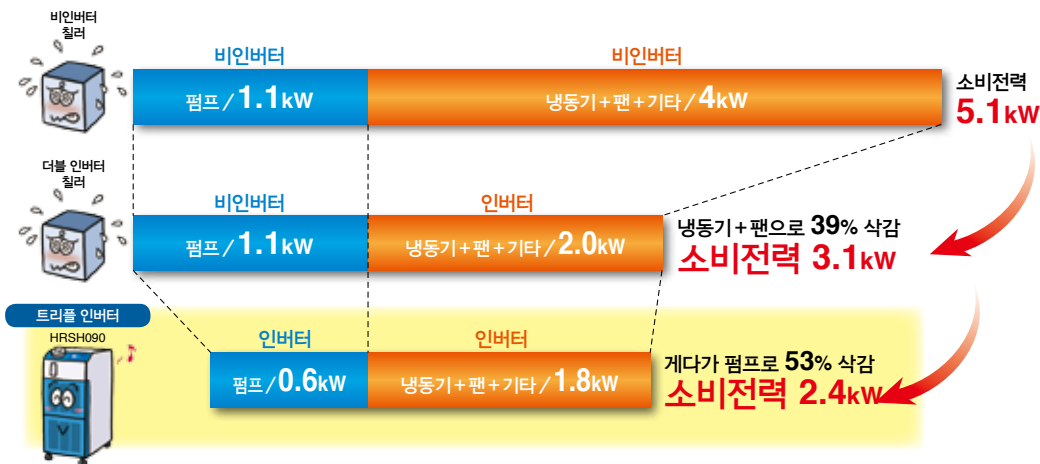 비인버터
칠러
비인버터
비인버터
펌프/1.1kW
냉동기+팬+기타/4kW
소비전력
5.1kW
더블 인버터
칠러
비인버터
인버터
펌프/1.1kW
냉동기+팬+기타/2.0kW
냉동기+팬으로 39% 삭감
소비전력 3.1kW
트리플 인버터
HRSH090
인버터
인버터
펌프/0.6kW
냉동기+팬+기타/1.8kW
게다가 펌프로 53% 삭감
소비전력 2.4kW